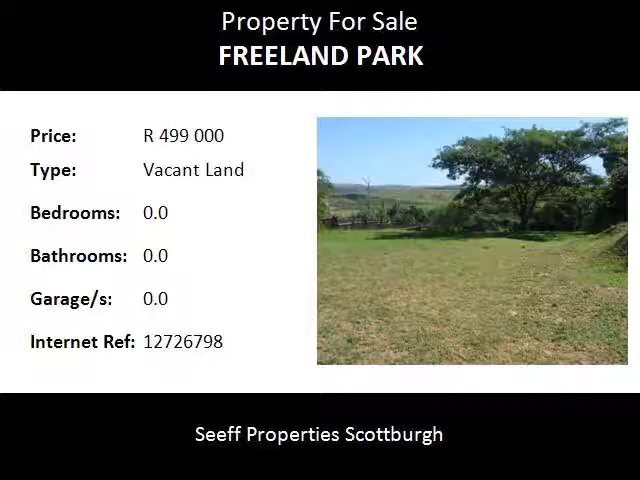 Property For Sale
FREELAND PARK
Price: R 499 000
Type: Vacant Land
Bedrooms: 0.0
Bathrooms: 0.0
Garage/s: 0.0
Internet Ref: 12726798
Seeff Properties Scottburgh